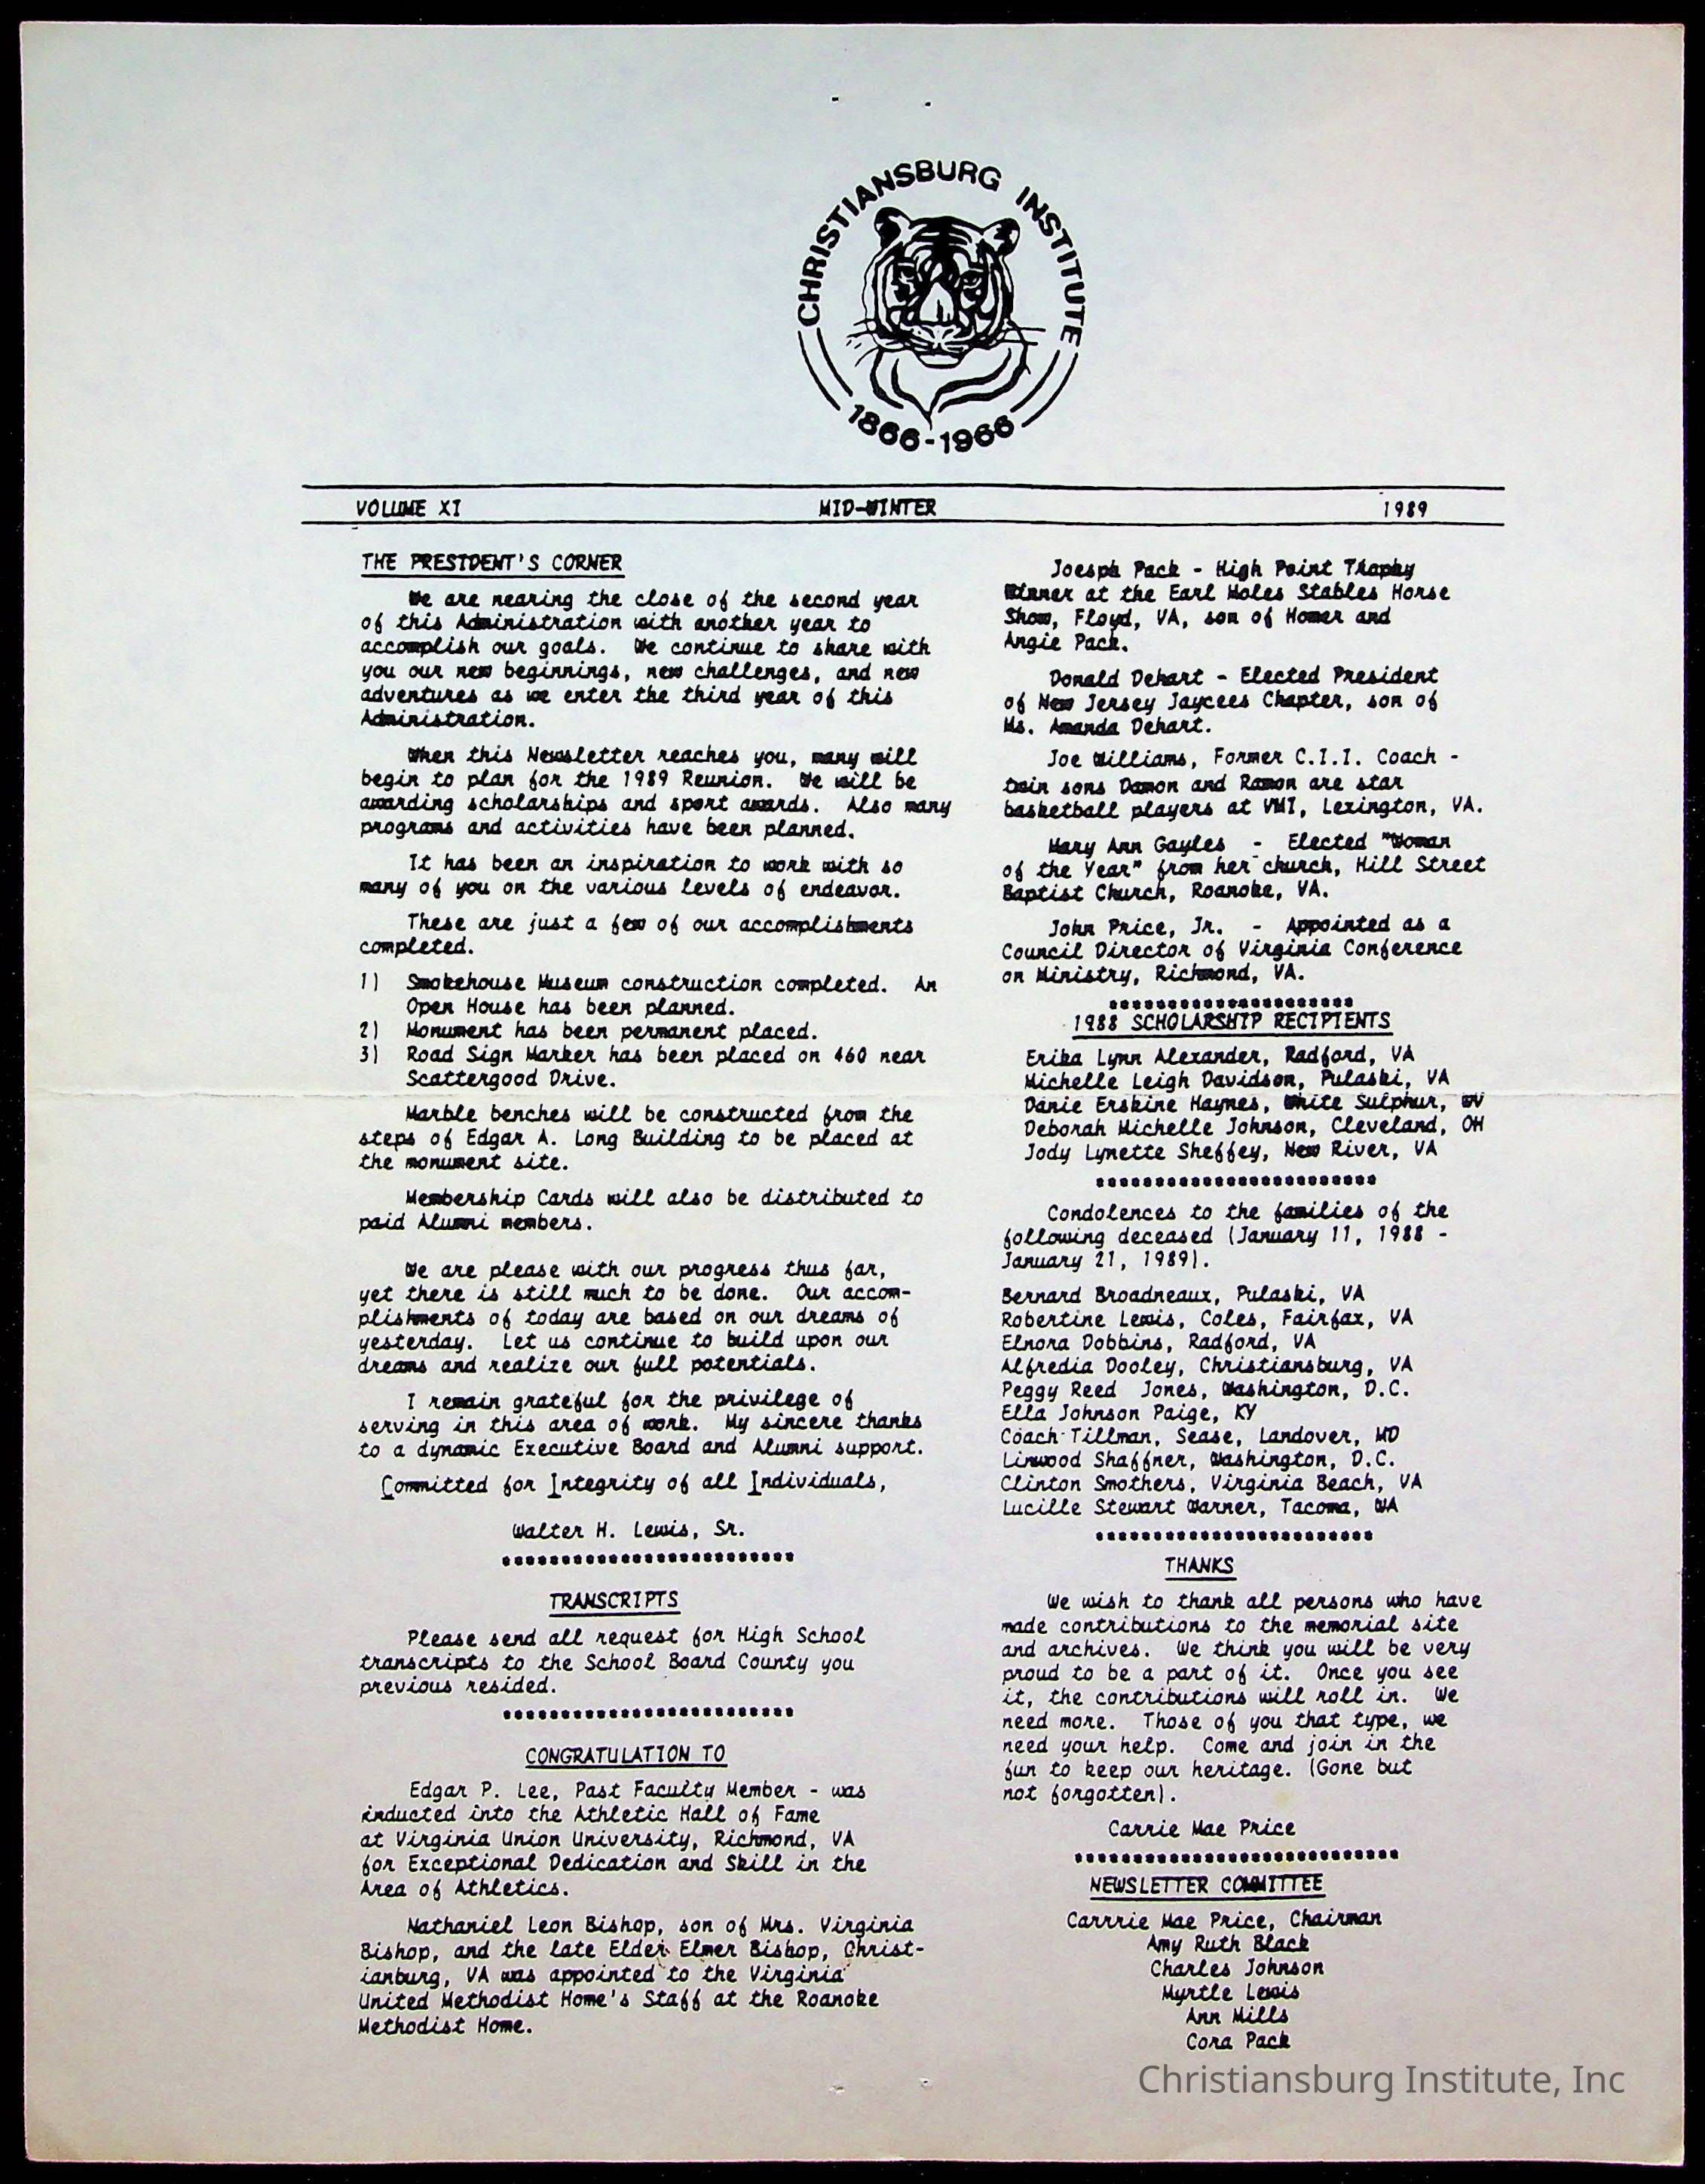 CHRISTIANSBURG INSTITUTE
1866-1966
VOLUME XI MID-WINTER 1989
THE PRESIDENT'S CORNER
We are nearing the close of the second year
of this Administration with another year to
accomplish our goals. We continue to share with
you our new beginnings, new challenges, and new
adventures as we enter the third year of this
Administration.
When this Newsletter reaches you, many will
begin to plan for the 1989 Reunion. We will be
awarding scholarships and sport awards. Also many
programs and activities have been planned.
It has been an inspiration to work with so
many of you on the various levels of endeavor.
These are just a few of our accomplishments
completed.
1) Smokehouse Museum construction completed. An
Open House has been planned.
2) Monument has been permanent placed.
3) Road Sign Marker has been placed on 460 near
Scattergood Drive.
Marble benches will be constructed from the
steps of Edgar A. Long Building to be placed at
the monument site.
Membership Cards will also be distributed to
paid Alumni members.
We are please with our progress thus far,
yet there is still much to be done. Our accom-
plishments of today are based on our dreams of
yesterday. Let us continue to build upon our
dreams and realize our full potentials.
I remain grateful for the privilege of
serving in this area of work. My sincere thanks
to a dynamic Executive Board and Alumni support.
Committed for Integrity of all Individuals,
Walter H. Lewis, Sr.
*************************
TRANSCRIPTS
Please send all request for High School
transcripts to the School Board County you
previous resided.
*************************
CONGRATULATION TO
Edgar P. Lee, Past Faculty Member - was
inducted into the Athletic Hall of Fame
at Virginia Union University, Richmond, VA
for Exceptional Dedication and Skill in the
Area of Athletics.
Nathaniel Leon Bishop, son of Mrs. Virginia
Bishop, and the late Elder Elmer Bishop, Christ-
ianburg, VA was appointed to the Virginia
United Methodist Home's Staff at the Roanoke
Methodist Home.
Joesph Pack - High Point Trophy
Winner at the Earl Moles Stables Horse
Show, Floyd, VA, son of Homer and
Angie Pack.
Donald Dehart - Elected President
of New Jersey Jaycees Chapter, son of
Ms. Amanda Dehart.
Joe Williams, Former C.I.I. Coach -
twin sons Damon and Ramon are star
basketball players at VMI, Lexington, VA.
Mary Ann Gayles - Elected "Woman
of the Year" from her church, Hill Street
Baptist Church, Roanoke, VA.
John Price, Jr. - Appointed as a
Council Director of Virginia Conference
on Ministry, Richmond, VA.
*********************
1988 SCHOLARSHIP RECIPIENTS
Erika Lynn Alexander, Radford, VA
Michelle Leigh Davidson, Pulaski, VA
Danie Erskine Haynes, White Sulphur, WV
Deborah Michelle Johnson, Cleveland, OH
Jody Lynette Sheffey, New River, VA
************************
Condolences to the families of the
following deceased (January 11, 1988 -
January 21, 1989).
Bernard Broadneaux, Pulaski, VA
Robertine Lewis, Coles, Fairfax, VA
Elnora Dobbins, Radford, VA
Alfredia Dooley, Christiansburg, VA
Peggy Reed Jones, Washington, D.C.
Ella Johnson Paige, KY
Coach Tillman, Sease, Landover, MD
Linwood Shaffner, Washington, D.C.
Clinton Smothers, Virginia Beach, VA
Lucille Stewart Warner, Tacoma, WA
************************
THANKS
We wish to thank all persons who have
made contributions to the memorial site
and archives. We think you will be very
proud to be a part of it. Once you see
it, the contributions will roll in. We
need more. Those of you that type, we
need your help. Come and join in the
fun to keep our heritage. (Gone but
not forgotten).
Carrie Mae Price
****************************
NEWSLETTER COMMITTEE
Carrrie Mae Price, Chairman
Amy Ruth Black
Charles Johnson
Myrtle Lewis
Ann Mills
Cora Pack
Christiansburg Institute, Inc